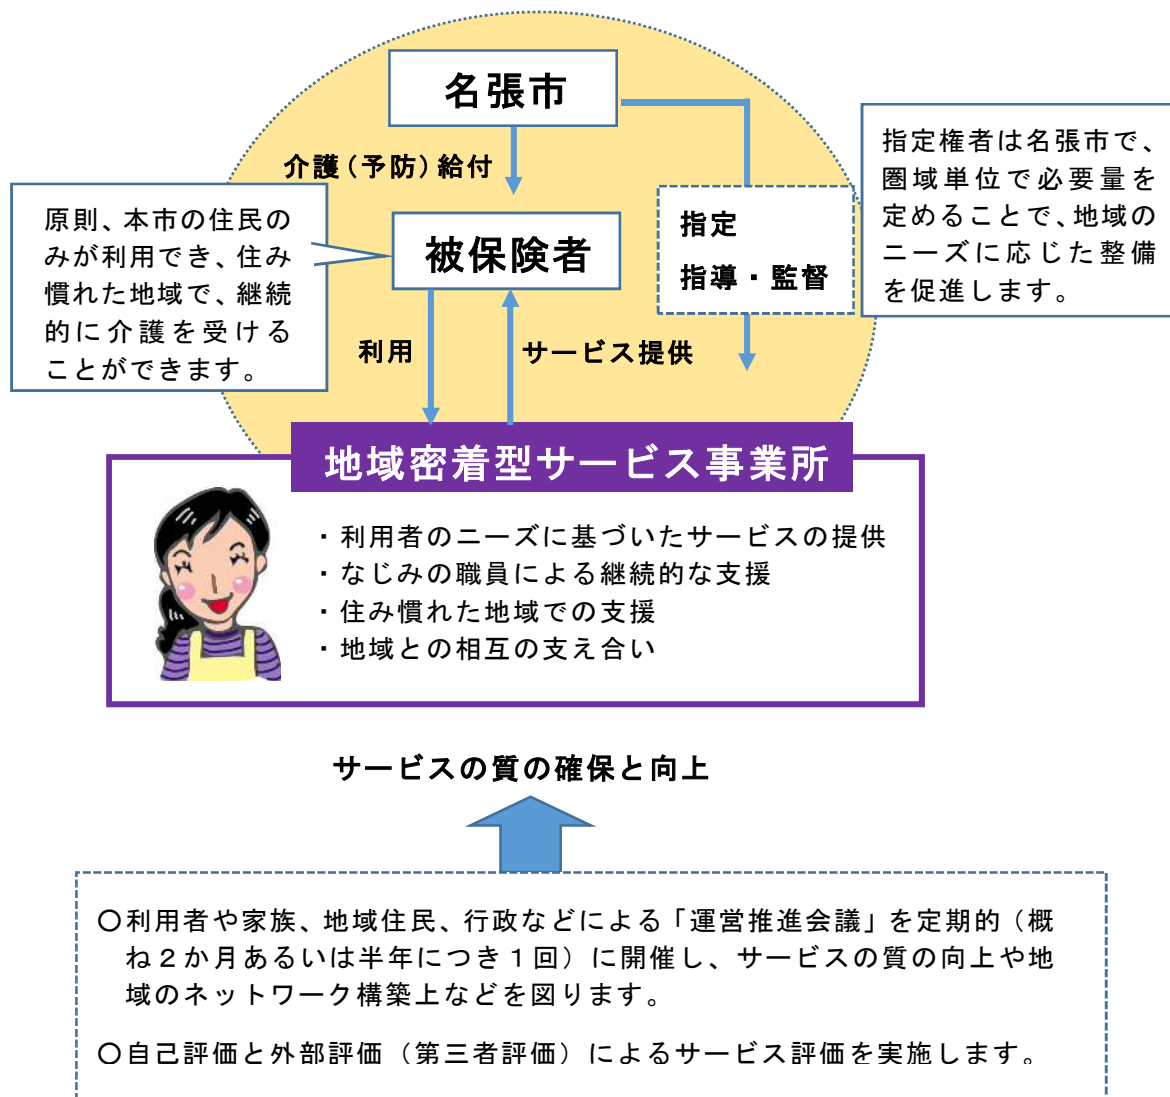 名張市
介護(予防)給付
指定権者は名張市で、
圏域単位で必要量を
定めることで、地域の
ニーズに応じた整備
を促進します。
原則、本市の住民の
みが利用でき、住み
慣れた地域で、継続
的に介護を受ける
ことができます。
被保険者
指定
指導・監督
利用
サービス提供
地域密着型サービス事業所
・利用者のニーズに基づいたサービスの提供
・なじみの職員による継続的な支援
・住み慣れた地域での支援
・地域との相互の支え合い
サービスの質の確保と向上
○利用者や家族、地域住民、行政などによる「運営推進会議」を定期的(概
ね2か月あるいは半年につき1回)に開催し、サービスの質の向上や地
域のネットワーク構築上などを図ります。
○自己評価と外部評価(第三者評価)によるサービス評価を実施します。